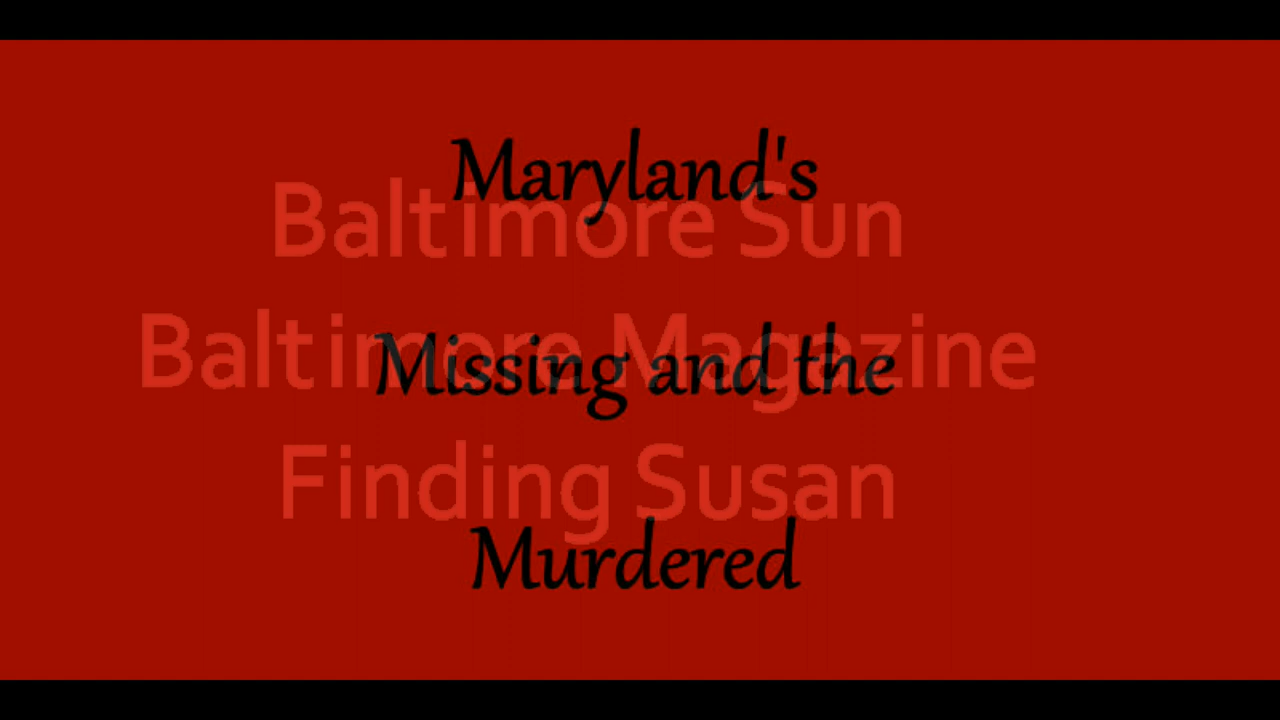 Maryland's
Baltimore Sun
Baltimore Magazine
Missing and the
Finding Susan
Murdered